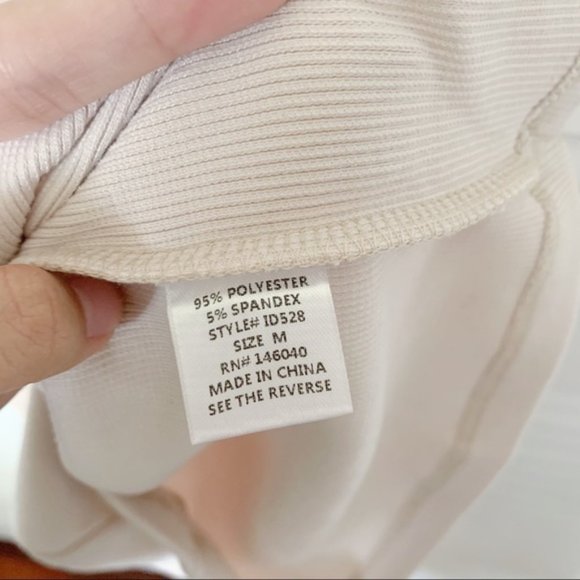 95% POLYESTER
5% SPANDEX
STYLE# ID528
SIZE M
RN# 146040
MADE IN CHINA
SEE THE REVERSE